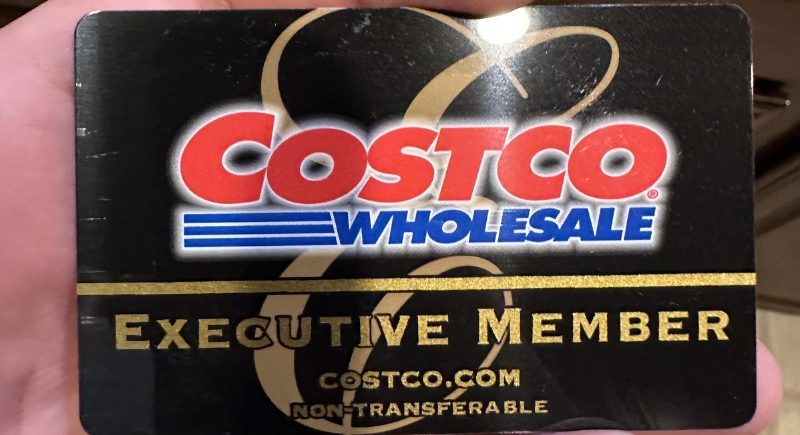 COSTCO®
WHOLESALE
EXECUTIVE MEMBER
COSTCO.COM
NON-TRANSFERABLE